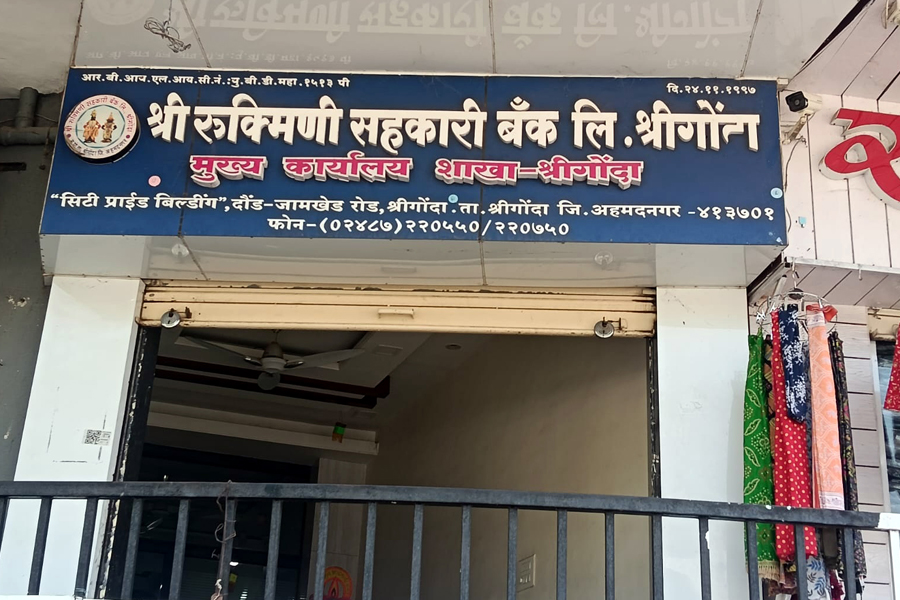 आर.बी.आय.एल.आय.सी.नं.:यु.बी.डी.महा.१५१३ पी
दि.२४.११.१९९७
श्री रुक्मिणी सहकारी बँक लि.श्रीगोंदा
मुख्य कार्यालय शाखा-श्रीगोंदा
"सिटी प्राईड बिल्डींग",दौंड-जामखेड रोड,श्रीगोंदा.ता.श्रीगोंदा जि.अहमदनगर -४१३७०१
फोन-(०२४८७)२२०५५०/२२०७५०